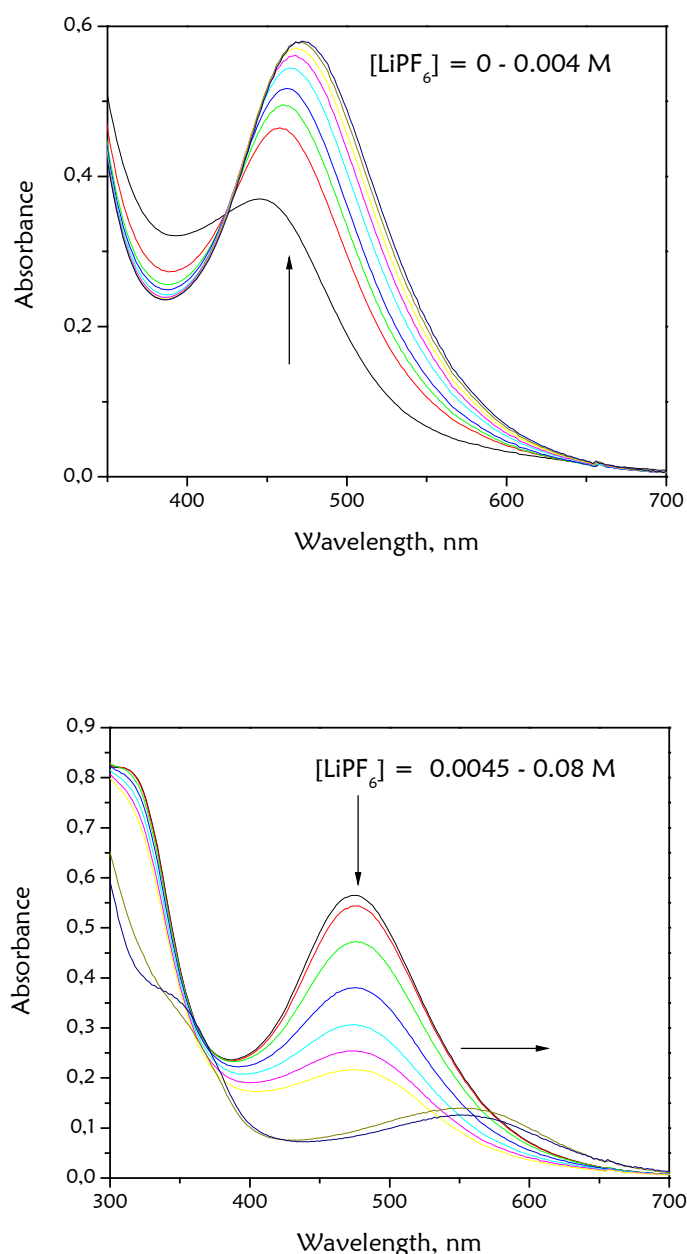 0,6
[LiPF6] = 0 - 0.004 M
0,4
Absorbance
0,2
0,0
400 500 600 700
Wavelength, nm
0,9
[LiPF6] = 0.0045 - 0.08 M
0,8
0,7
0,6
0,5
Absorbance
0,4
0,3
0,2
0,1
0,0
300 400 500 600 700
Wavelength, nm